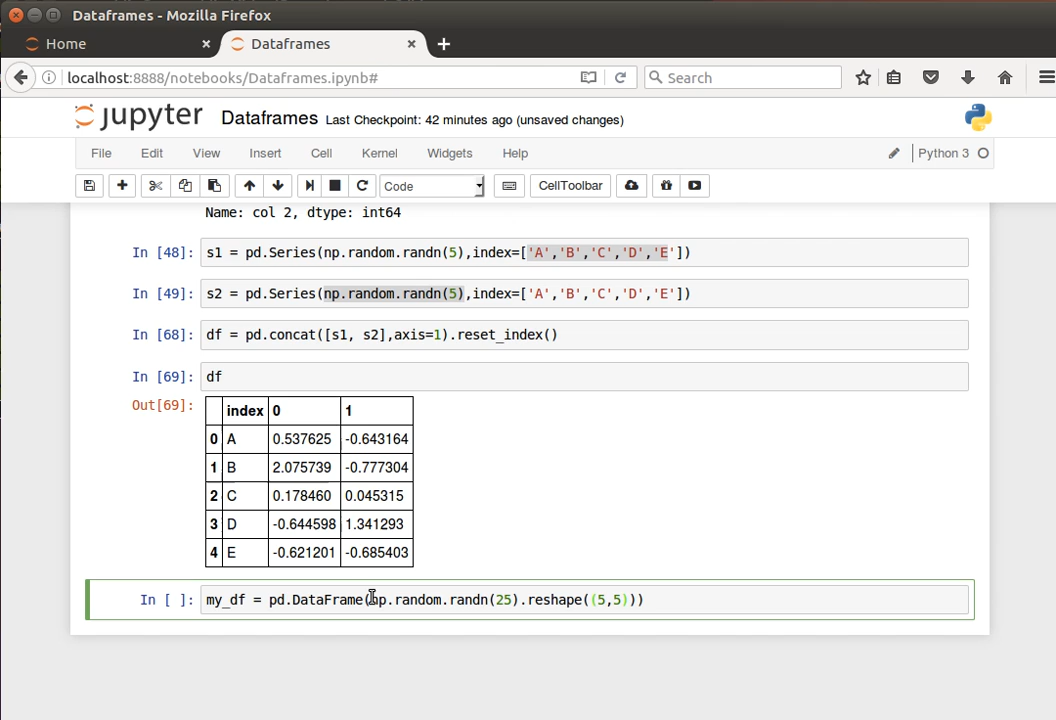 Dataframes - Mozilla Firefox
Home
Dataframes
localhost:8888/notebooks/Dataframes.ipynb#
Search
jupyter Dataframes Last Checkpoint: 42 minutes ago (unsaved changes)
File Edit View Insert Cell Kernel Widgets Help Python 3
Code CellToolbar
Name: col 2, dtype: int64
In [48]: s1 = pd.Series(np.random.randn(5),index=['A','B','C','D','E'])
In [49]: s2 = pd.Series(np.random.randn(5),index=['A','B','C','D','E'])
In [68]: df = pd.concat([s1, s2],axis=1).reset_index()
In [69]: df
Out[69]:
index 0 1
0 A 0.537625 -0.643164
1 B 2.075739 -0.777304
2 C 0.178460 0.045315
3 D -0.644598 1.341293
4 E -0.621201 -0.685403
In [ ]: my_df = pd.DataFrame(np.random.randn(25).reshape((5,5)))